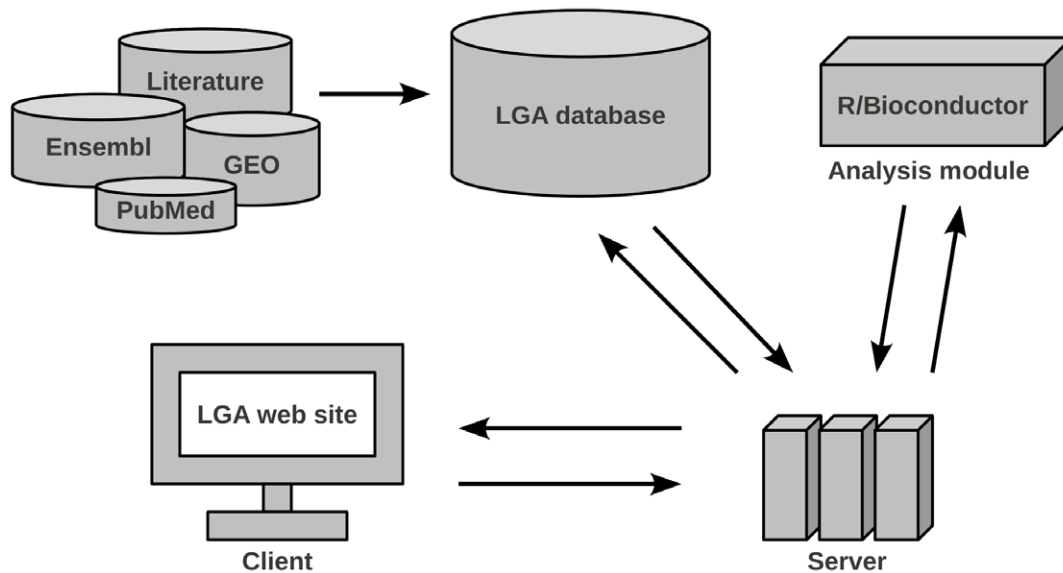 Literature
Ensembl
GEO
PubMed
LGA database
R/Bioconductor
Analysis module
LGA web site
Client
Server